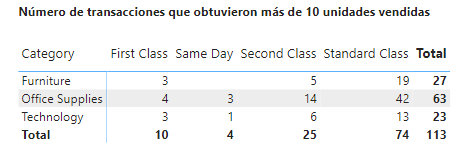 Número de transacciones que obtuvieron más de 10 unidades vendidas
Category First Class Same Day Second Class Standard Class Total
Furniture 3 5 19 27
Office Supplies 4 3 14 42 63
Technology 3 1 6 13 23
Total 10 4 25 74 113